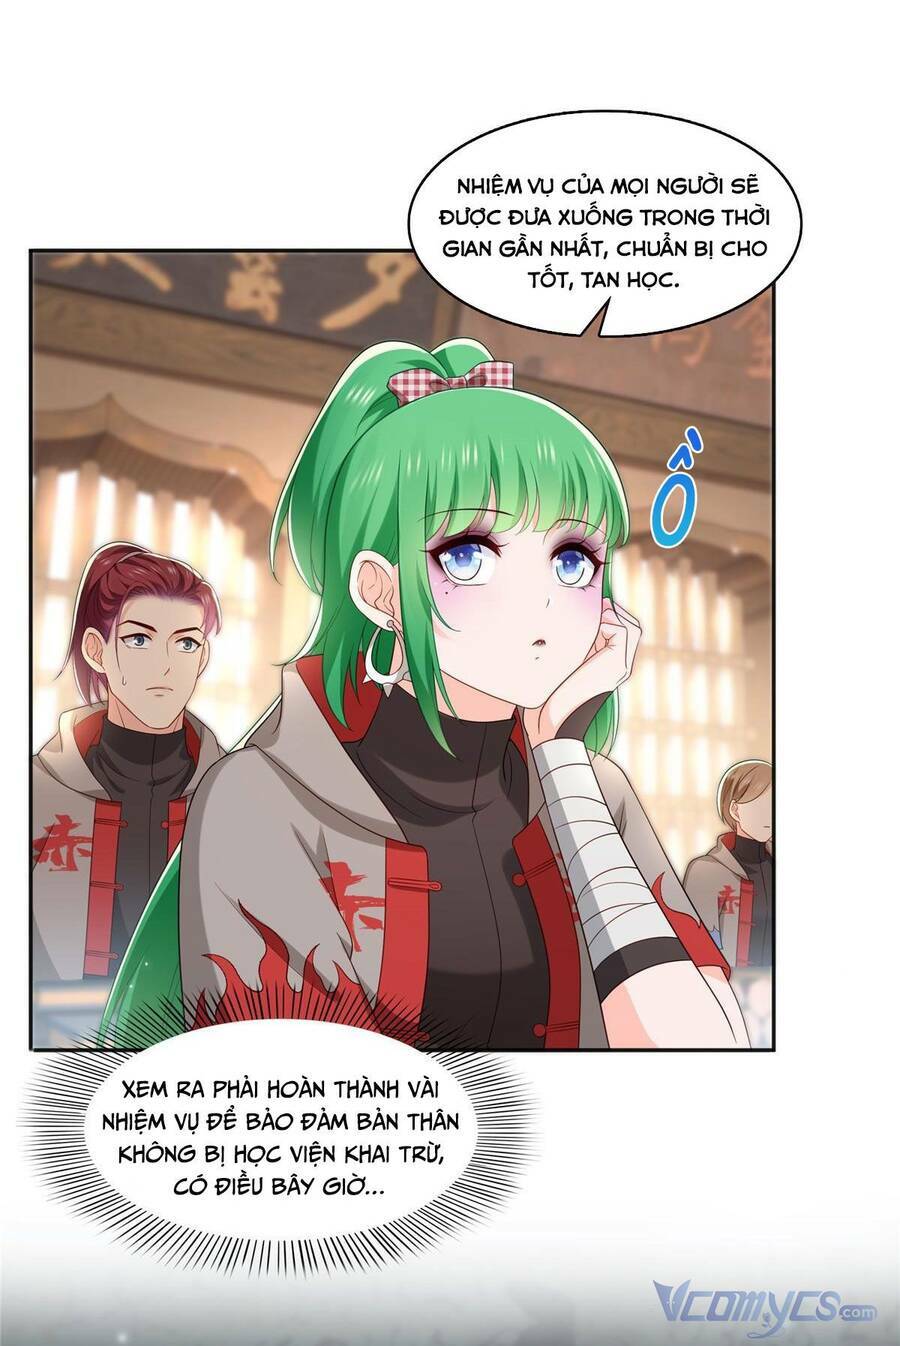 NHIỆM VỤ CỦA MỌI NGƯỜI SẼ
ĐƯỢC ĐƯA XUỐNG TRONG THỜI
GIAN GẦN NHẤT, CHUẨN BỊ CHO
TỐT, TAN HỌC.
Ồ
赤
赤
XEM RA PHẢI HOÀN THÀNH VÀI
NHIỆM VỤ ĐỂ BẢO ĐẢM BẢN THÂN
KHÔNG BỊ HỌC VIỆN KHAI TRỪ,
CÓ ĐIỀU BÂY GIỜ...
VCOMYCS.com